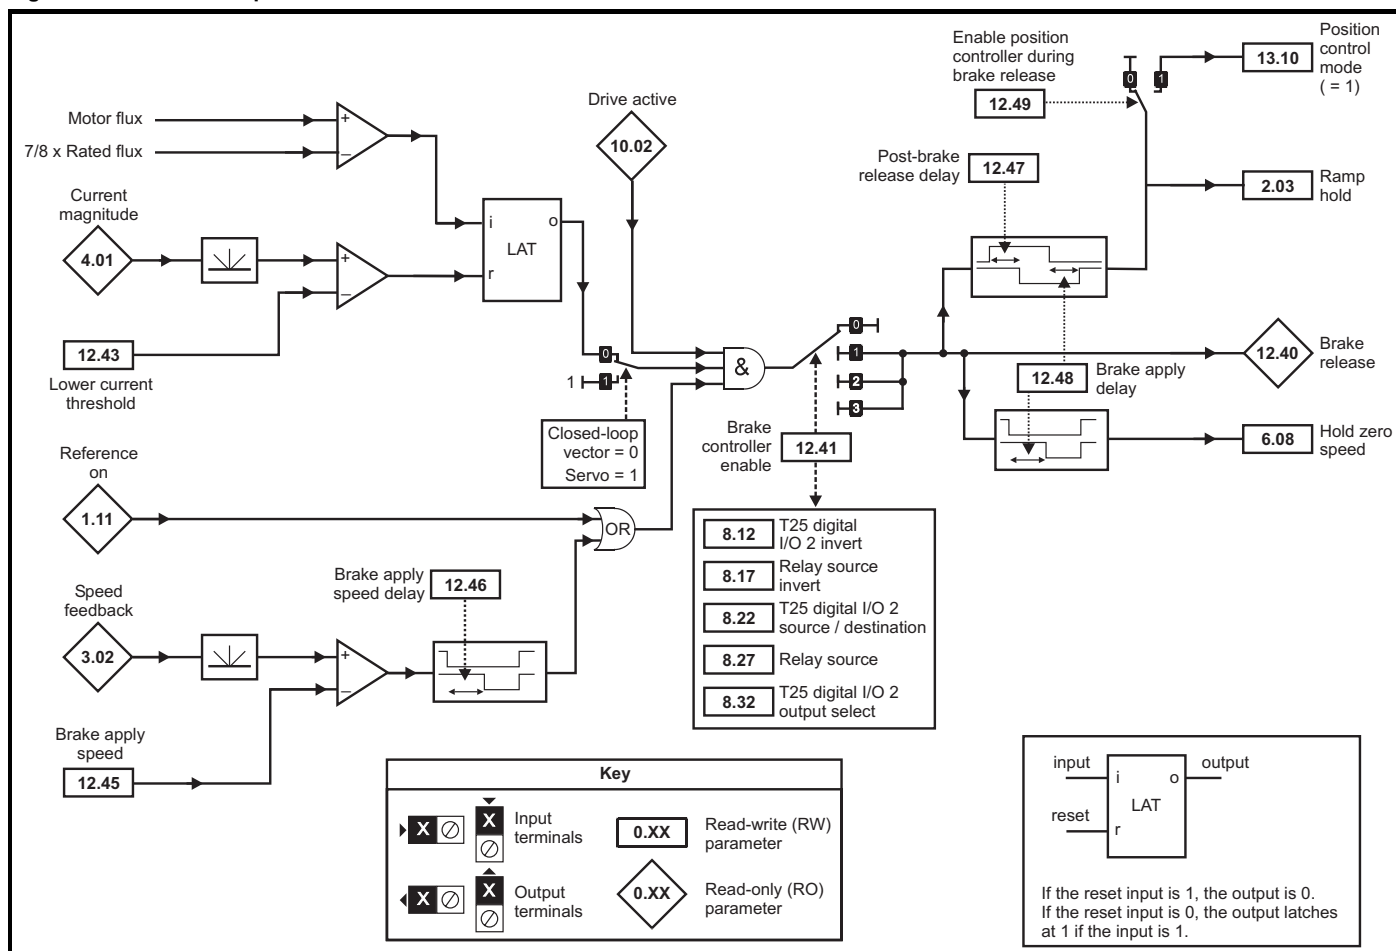 Enable position
controller during
brake release
12.49
0
1
13.10
Position
control
mode
( = 1)
Motor flux
7/8 x Rated flux
+
–
Drive active
10.02
Post-brake
release delay
12.47
2.03
Ramp
hold
Current
magnitude
4.01
+
–
i
o
LAT
r
12.43
Lower current
threshold
0
1
1
Closed-loop
vector = 0
Servo = 1
&
0
1
2
3
Brake
controller
enable
12.41
12.48
Brake apply
delay
12.40
Brake
release
6.08
Hold zero
speed
Reference
on
1.11
OR
8.12
T25 digital
I/O 2 invert
8.17
Relay source
invert
8.22
T25 digital I/O 2
source / destination
8.27
Relay source
8.32
T25 digital I/O 2
output select
Brake apply
speed delay
12.46
Speed
feedback
3.02
+
–
Brake apply
speed
12.45
Key
X
X
Input
terminals
0.XX
Read-write (RW)
parameter
X
X
Output
terminals
0.XX
Read-only (RO)
parameter
input
i
o
output
LAT
reset
r
If the reset input is 1, the output is 0.
If the reset input is 0, the output latches
at 1 if the input is 1.